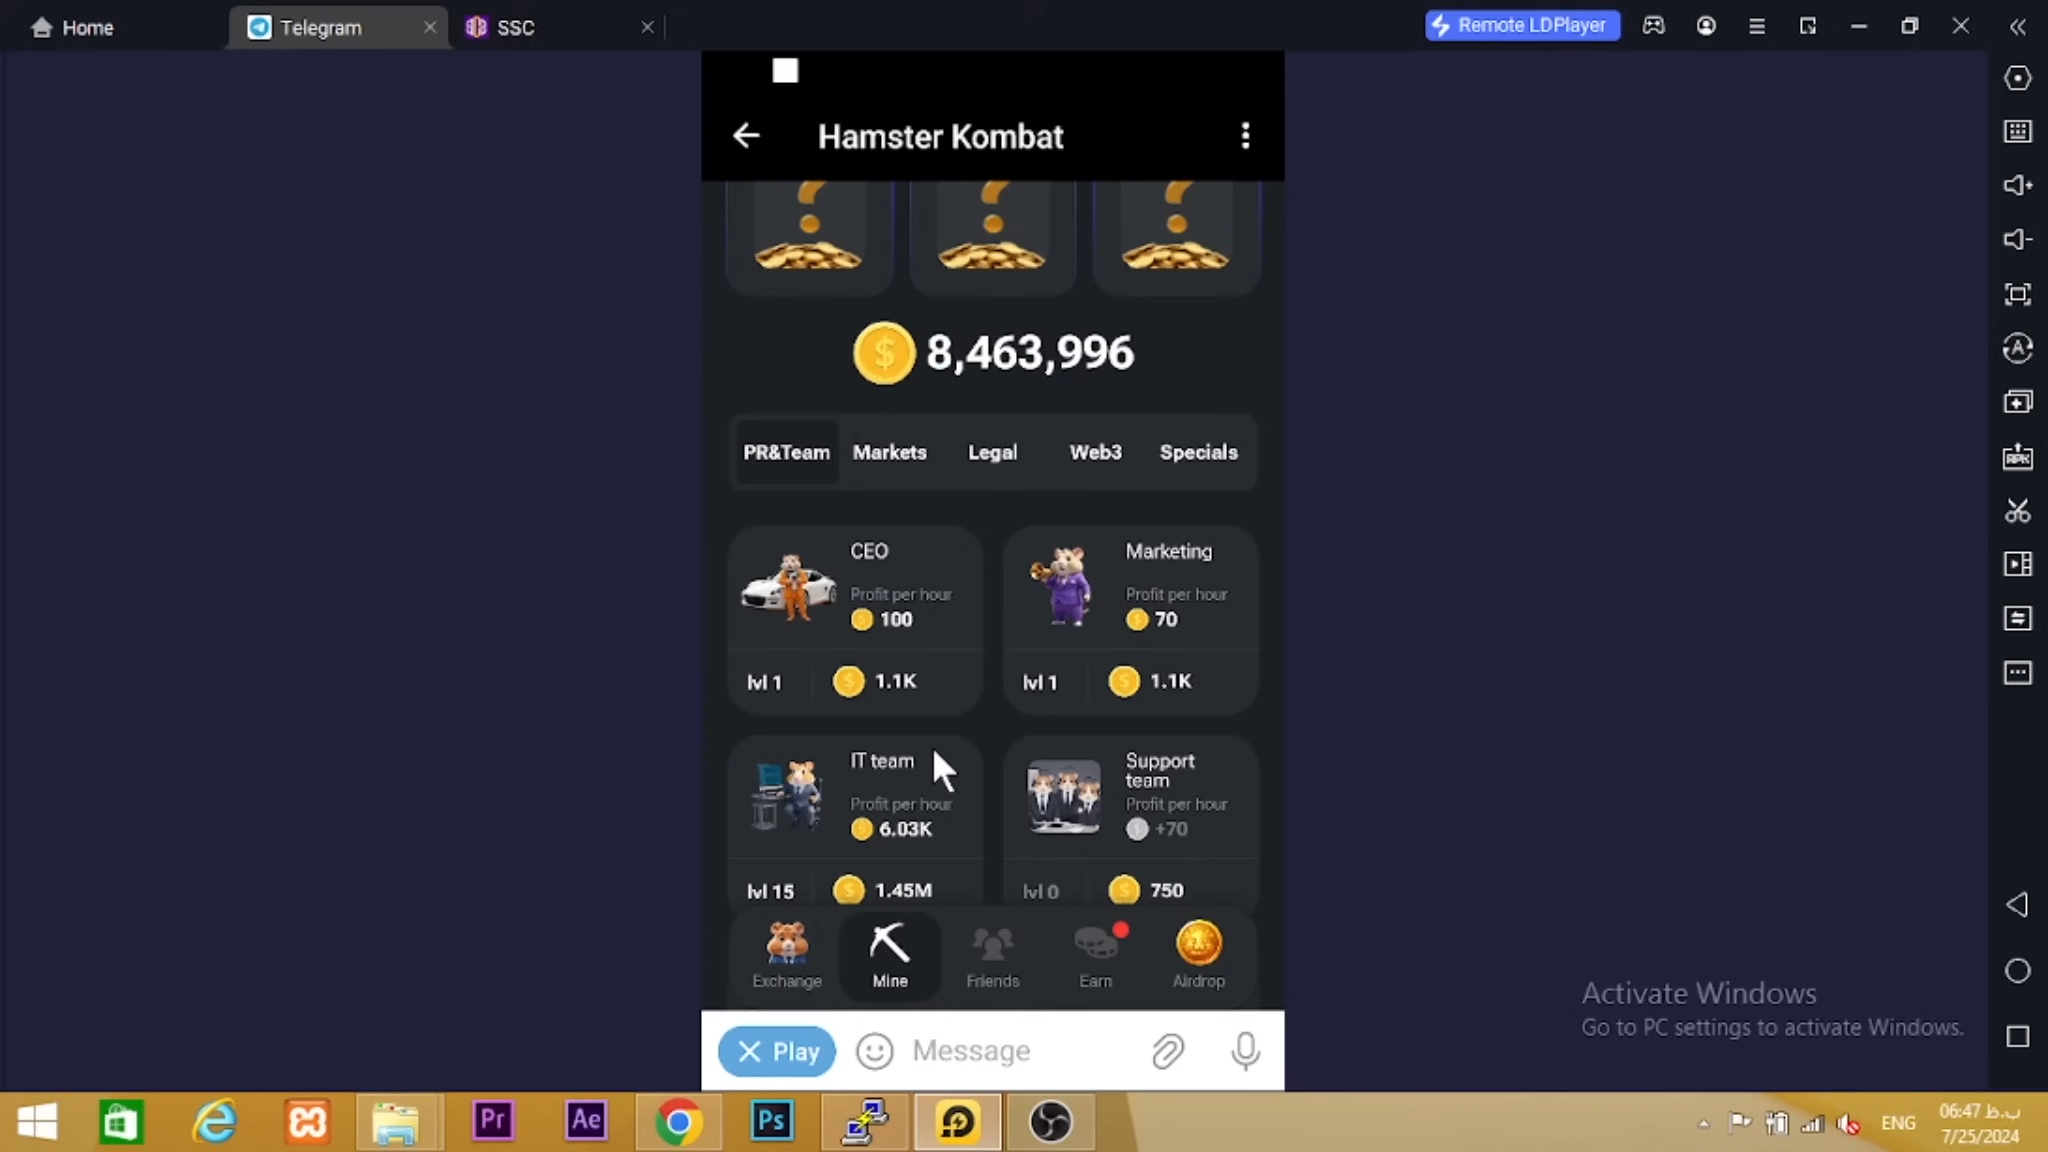 Home
Telegram
SSC
Remote LDPlayer
Hamster Kombat
8,463,996
PR&Team Markets Legal Web3 Specials
CEO
Profit per hour
100
lvl 1 1.1K
Marketing
Profit per hour
70
lvl 1 1.1K
IT team
Profit per hour
6.03K
lvl 15 1.45M
Support
team
Profit per hour
+70
lvl 0 750
Exchange Mine Friends Earn Airdrop
Play Message
Activate Windows
Go to PC settings to activate Windows.
APK
Pr Ae Ps
ENG
06:47 ب.ظ
7/25/2024